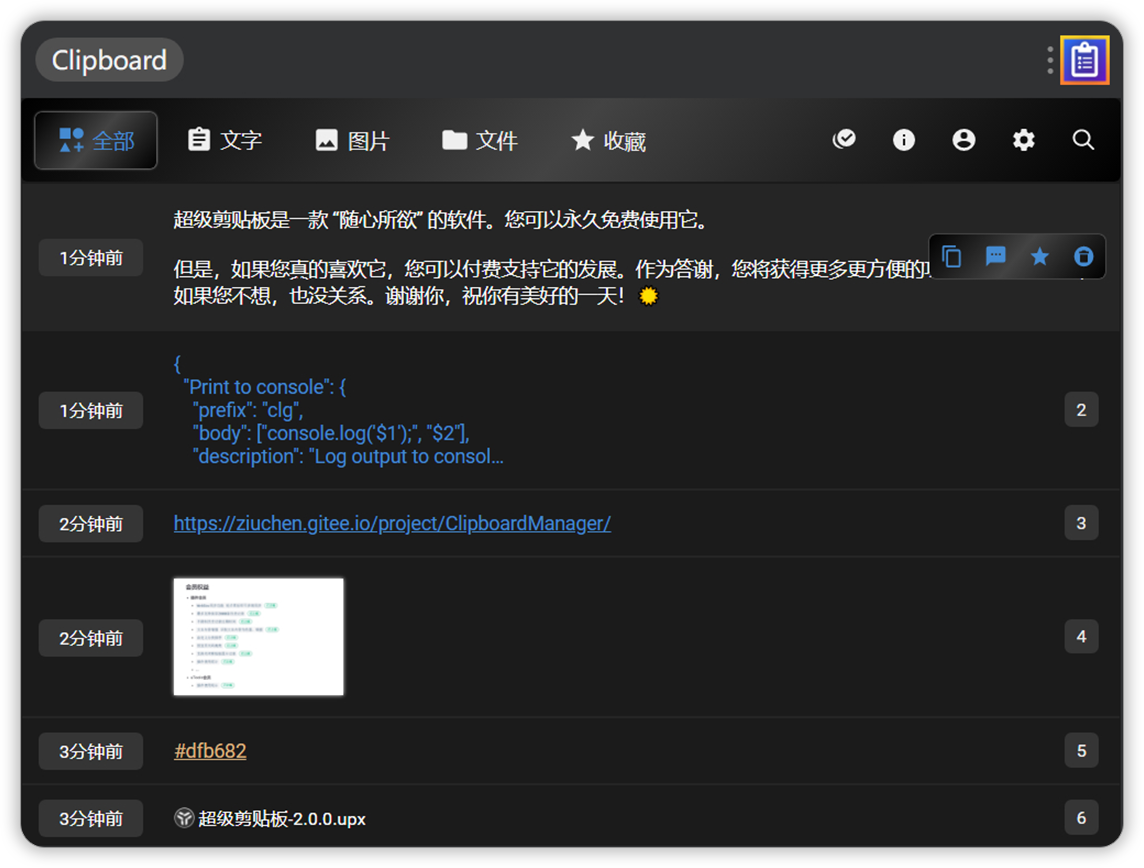 Clipboard
全部 文字 图片 文件 收藏
超级剪贴板是一款 “随心所欲” 的软件。您可以永久免费使用它。
1分钟前
但是，如果您真的喜欢它，您可以付费支持它的发展。作为答谢，您将获得更多更方便的
如果您不想，也没关系。谢谢你，祝你有美好的一天！
{
"Print to console": {
"prefix": "clg",
1分钟前 2
"body": ["console.log('$1');", "$2"],
"description": "Log output to consol...
2分钟前 https://ziuchen.gitee.io/project/ClipboardManager/ 3
2分钟前 4
3分钟前 #dfb682 5
3分钟前 超级剪贴板-2.0.0.upx 6